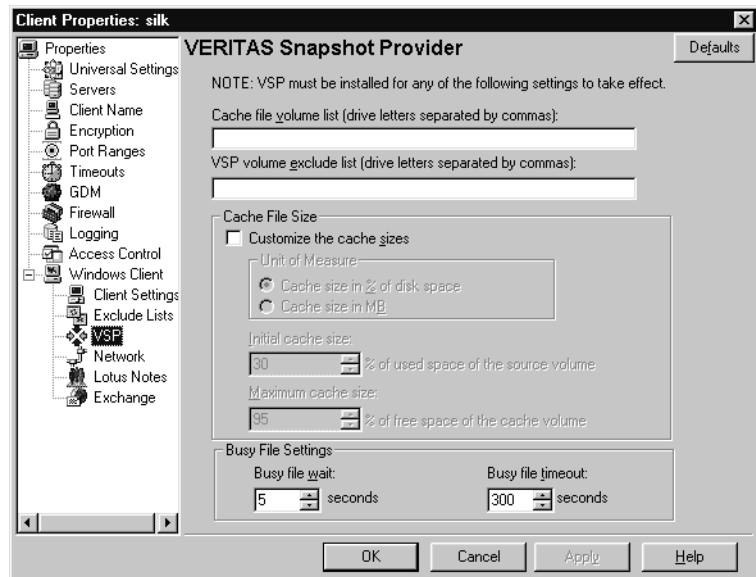 Client Properties: silk
Properties
Universal Settings
Servers
Client Name
Encryption
Port Ranges
Timeouts
GDM
Firewall
Logging
Access Control
Windows Client
Client Settings
Exclude Lists
VSP
Network
Lotus Notes
Exchange
VERITAS Snapshot Provider
Defaults
NOTE: VSP must be installed for any of the following settings to take effect.
Cache file volume list (drive letters separated by commas):
VSP volume exclude list (drive letters separated by commas):
Cache File Size
Customize the cache sizes
Unit of Measure
Cache size in % of disk space
Cache size in MB
Initial cache size:
30 % of used space of the source volume
Maximum cache size:
95 % of free space of the cache volume
Busy File Settings
Busy file wait: Busy file timeout:
5 seconds 300 seconds
OK Cancel Apply Help